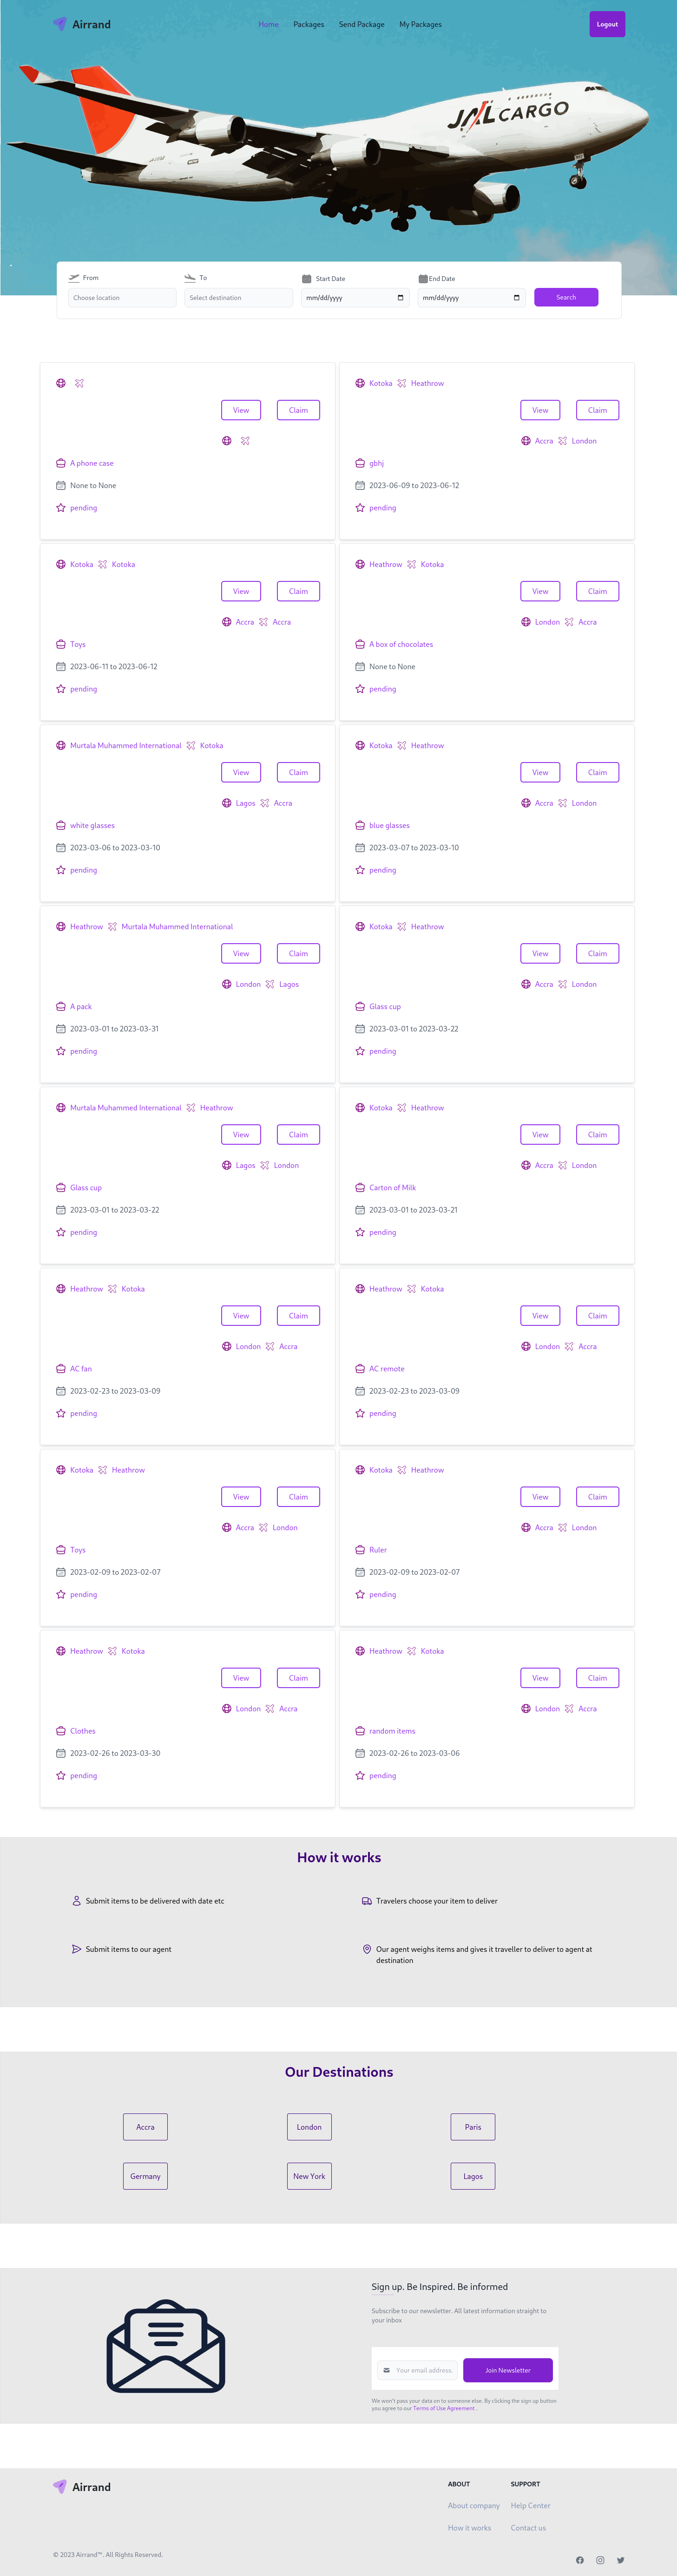 Airrand
Home Packages Send Package My Packages
Logout
JAL CARGO
From To Start Date End Date
Choose location Select destination mm/dd/yyyy mm/dd/yyyy Search
View Claim
A phone case
None to None
pending
Kotoka Heathrow
View Claim
Accra London
gbhj
2023-06-09 to 2023-06-12
pending
Kotoka Kotoka
View Claim
Accra Accra
Toys
2023-06-11 to 2023-06-12
pending
Heathrow Kotoka
View Claim
London Accra
A box of chocolates
None to None
pending
Murtala Muhammed International Kotoka
View Claim
Lagos Accra
white glasses
2023-03-06 to 2023-03-10
pending
Kotoka Heathrow
View Claim
Accra London
blue glasses
2023-03-07 to 2023-03-10
pending
Heathrow Murtala Muhammed International
View Claim
London Lagos
A pack
2023-03-01 to 2023-03-31
pending
Kotoka Heathrow
View Claim
Accra London
Glass cup
2023-03-01 to 2023-03-22
pending
Murtala Muhammed International Heathrow
View Claim
Lagos London
Glass cup
2023-03-01 to 2023-03-22
pending
Kotoka Heathrow
View Claim
Accra London
Carton of Milk
2023-03-01 to 2023-03-21
pending
Heathrow Kotoka
View Claim
London Accra
AC fan
2023-02-23 to 2023-03-09
pending
Heathrow Kotoka
View Claim
London Accra
AC remote
2023-02-23 to 2023-03-09
pending
Kotoka Heathrow
View Claim
Accra London
Toys
2023-02-09 to 2023-02-07
pending
Kotoka Heathrow
View Claim
Accra London
Ruler
2023-02-09 to 2023-02-07
pending
Heathrow Kotoka
View Claim
London Accra
Clothes
2023-02-26 to 2023-03-30
pending
Heathrow Kotoka
View Claim
London Accra
random items
2023-02-26 to 2023-03-06
pending
How it works
Submit items to be delivered with date etc
Travelers choose your item to deliver
Submit items to our agent
Our agent weighs items and gives it traveller to deliver to agent at
destination
Our Destinations
Accra London Paris
Germany New York Lagos
Sign up. Be Inspired. Be informed
Subscribe to our newsletter. All latest information straight to
your inbox
Your email address. Join Newsletter
We won't pass your data on to someone else. By clicking the sign up button
you agree to our Terms of Use Agreement .
Airrand
ABOUT SUPPORT
About company Help Center
How it works Contact us
© 2023 Airrand™. All Rights Reserved.